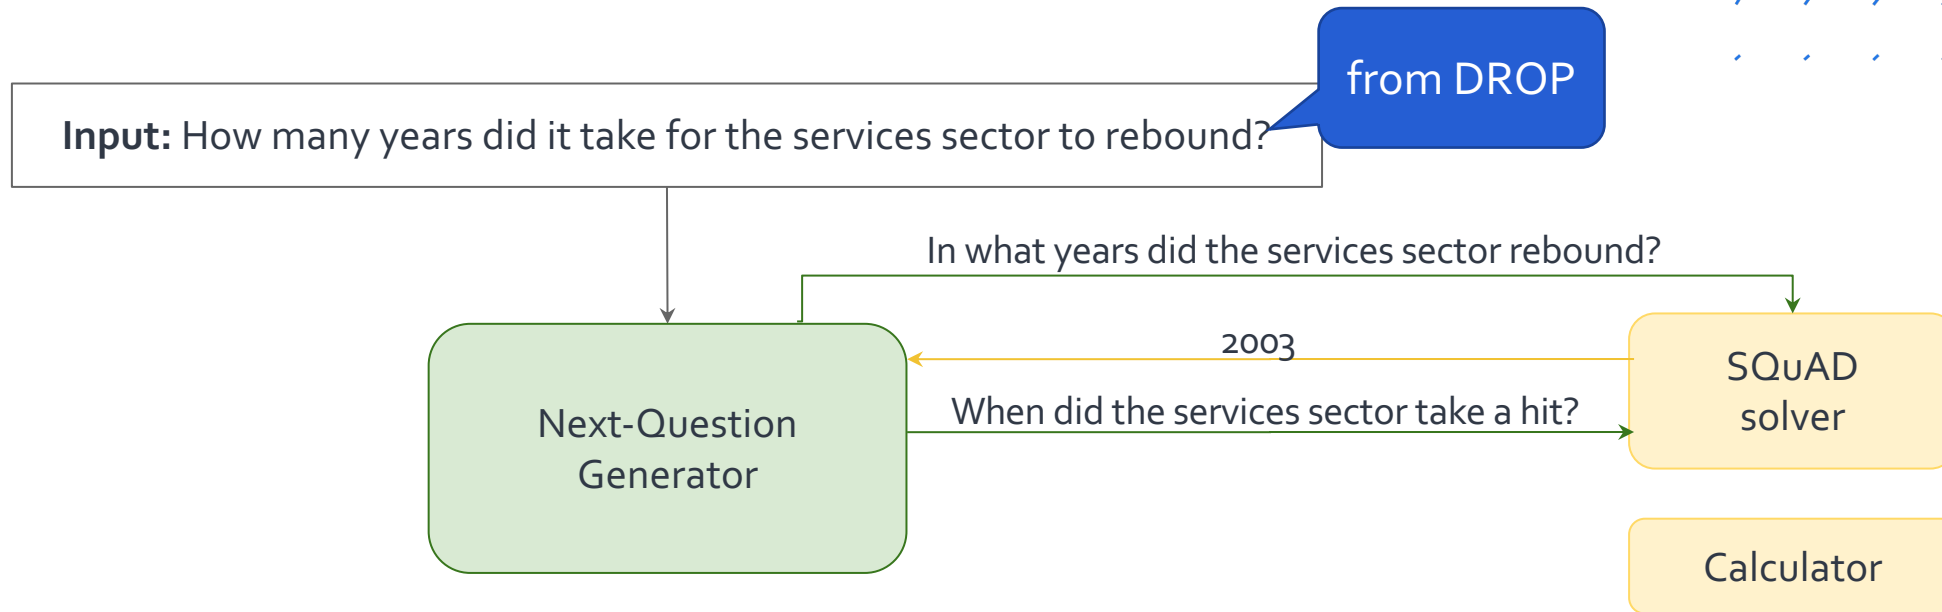 from DROP
Input: How many years did it take for the services sector to rebound?
In what years did the services sector rebound?
2003
When did the services sector take a hit?
SQuAD
solver
Next-Question
Generator
Calculator